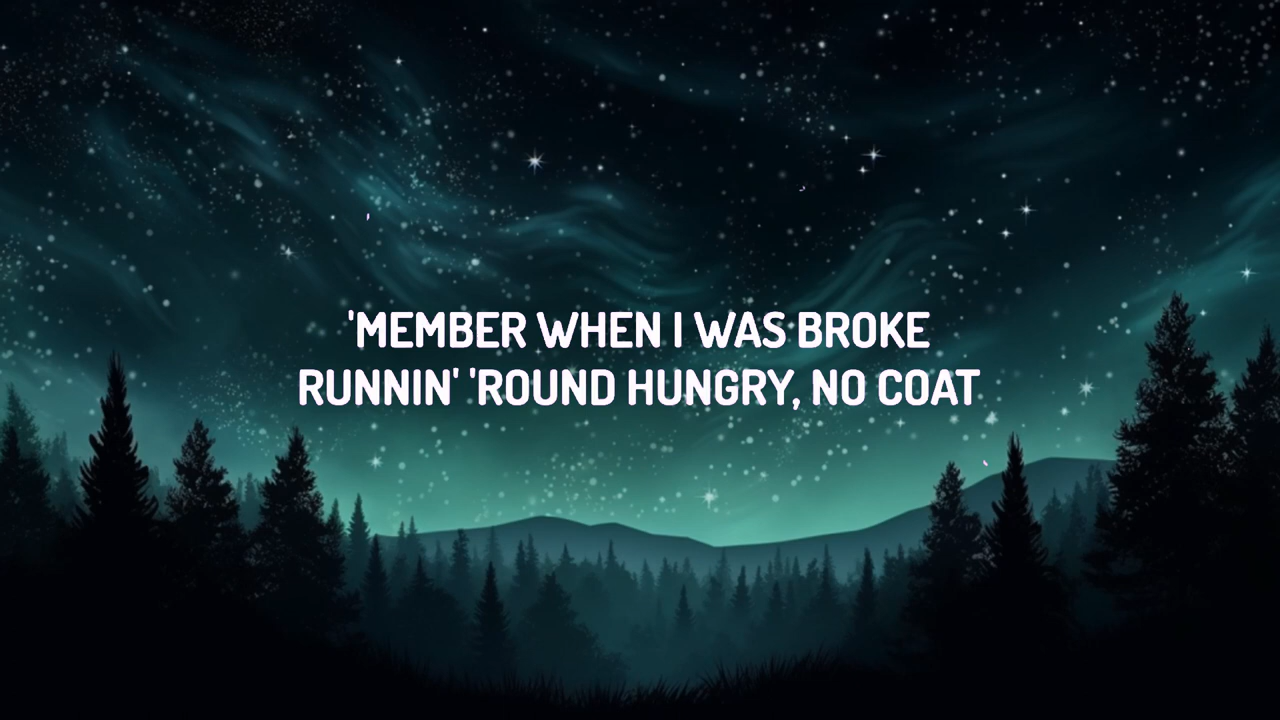 'MEMBER WHEN I WAS BROKE
RUNNIN' 'ROUND HUNGRY, NO COAT